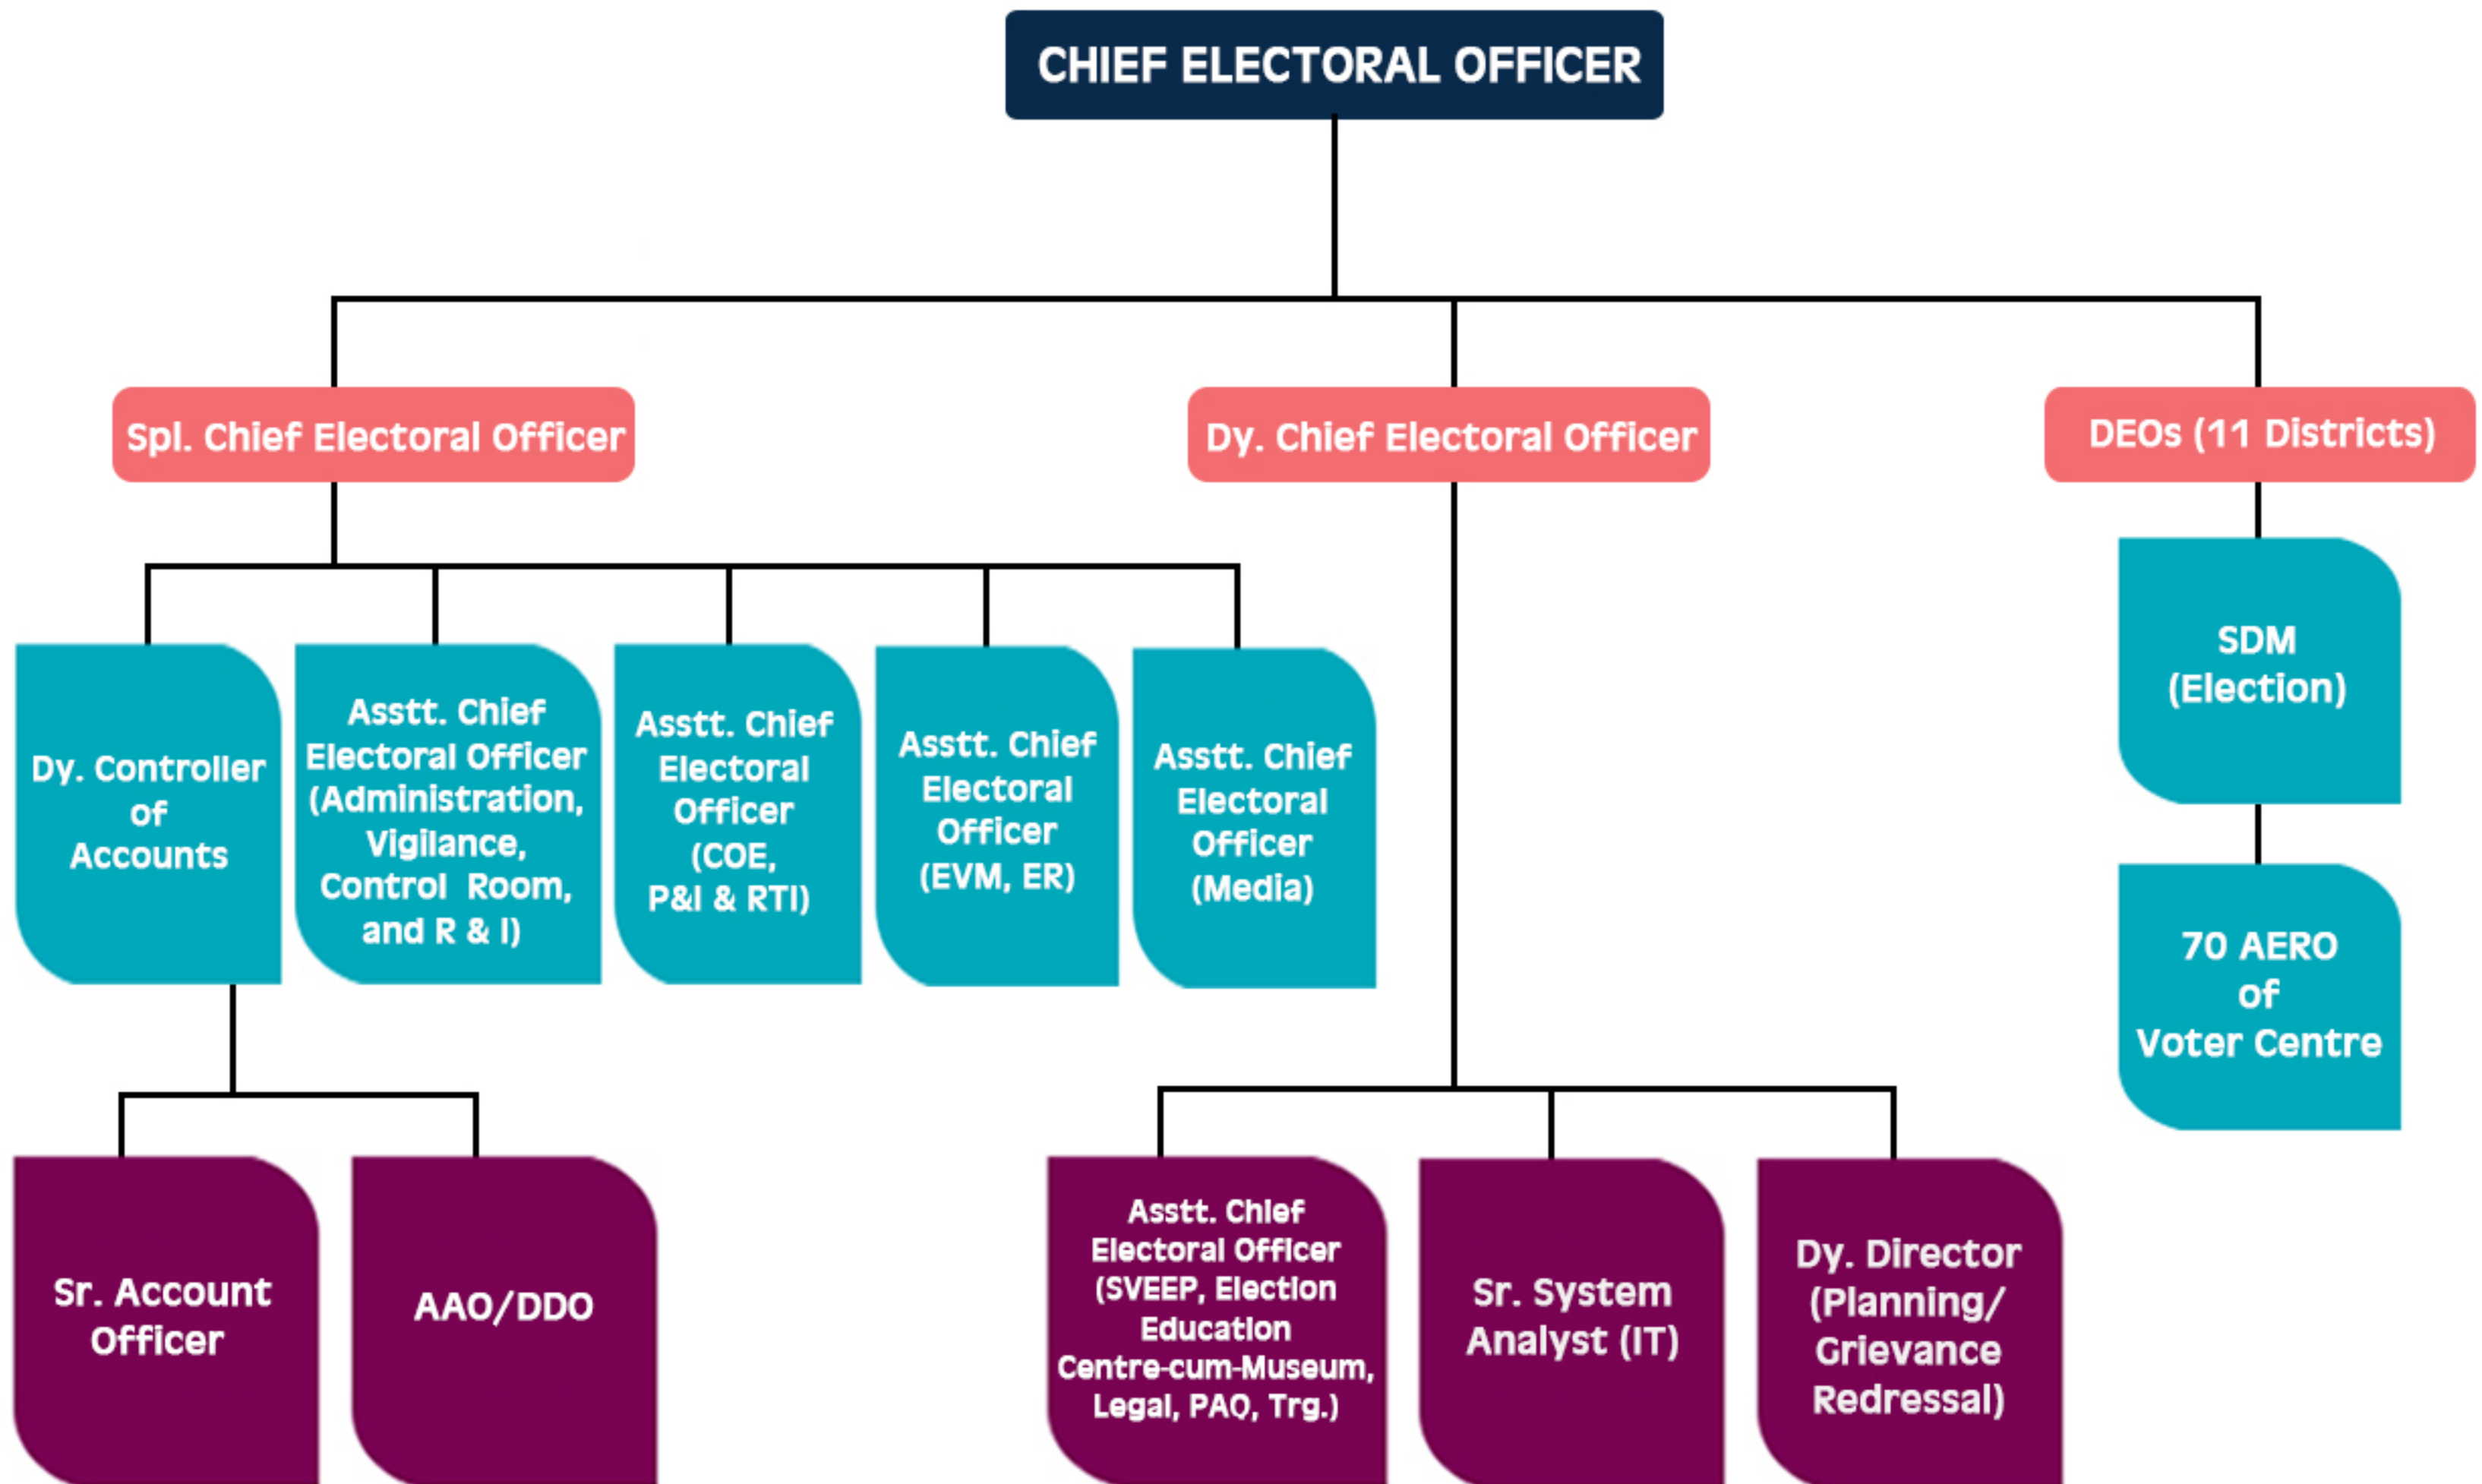 CHIEF ELECTORAL OFFICER
Spl. Chief Electoral Officer
Dy. Chief Electoral Officer
DEOs (11 Districts)
Dy. Controller
of
Accounts
Asstt. Chief
Electoral Officer
(Administration,
Vigilance,
Control Room,
and R & I)
Asstt. Chief
Electoral
Officer
(COE,
P&I & RTI)
Asstt. Chief
Electoral
Officer
(EVM, ER)
Asstt. Chief
Electoral
Officer
(Media)
SDM
(Election)
70 AERO
of
Voter Centre
Sr. Account
Officer
AAO/DDO
Asstt. Chief
Electoral Officer
(SVEEP, Election
Education
Centre-cum-Museum,
Legal, PAQ, Trg.)
Sr. System
Analyst (IT)
Dy. Director
(Planning/
Grievance
Redressal)